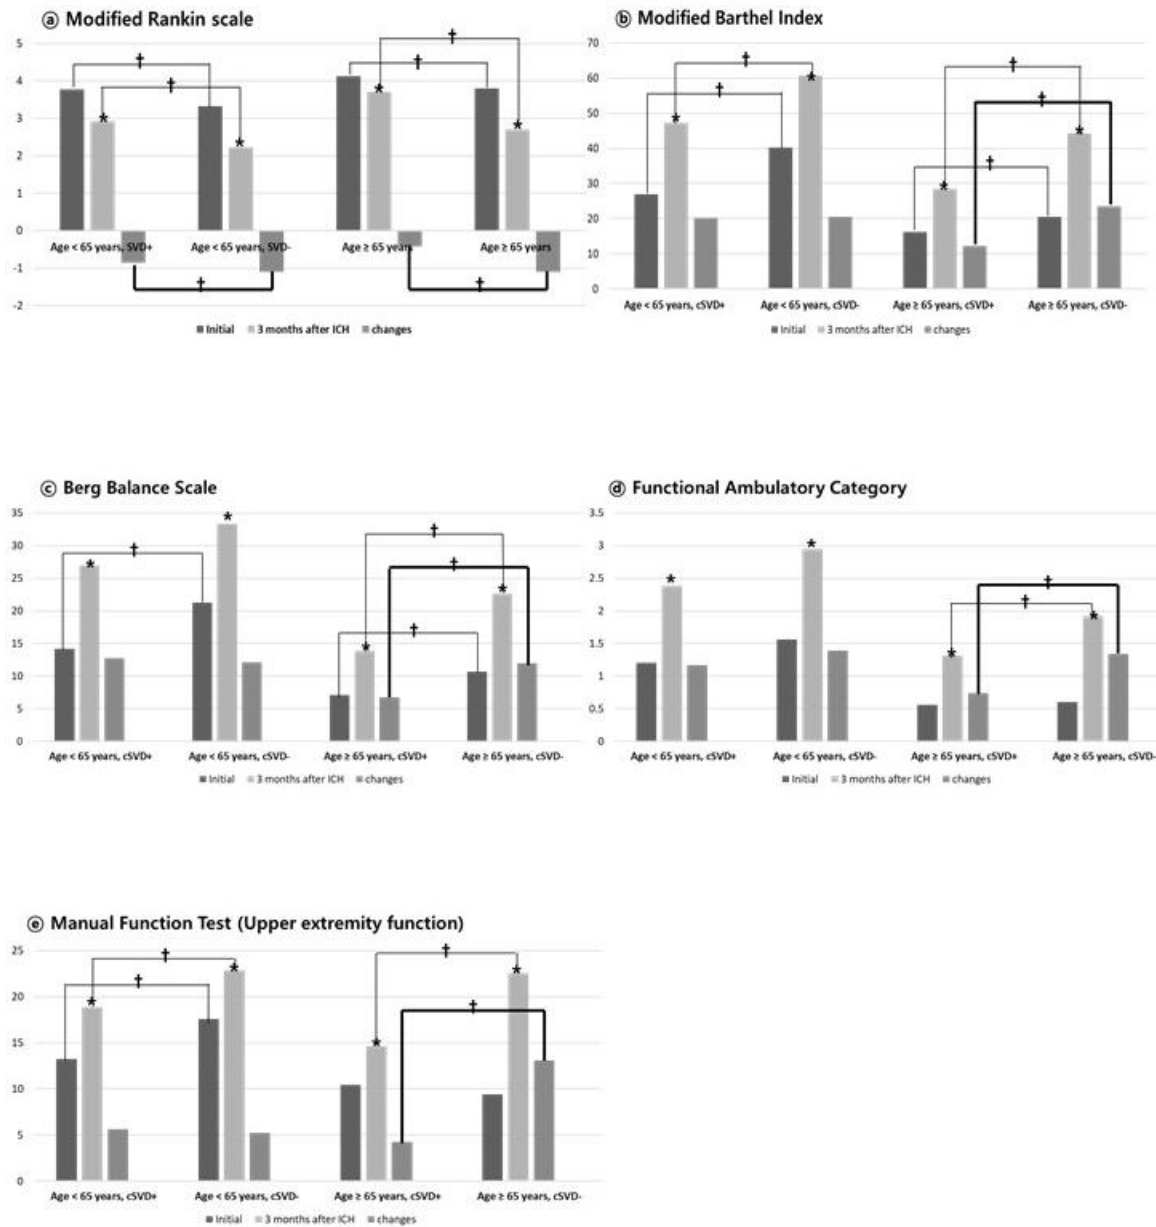 ⓐ Modified Rankin scale
5
4
3
2
1
0
-1
-2
Age < 65 years, SVD+ Age < 65 years, SVD- Age ≥ 65 years Age ≥ 65 years
Initial 3 months after ICH changes
ⓑ Modified Barthel Index
70
60
50
40
30
20
10
0
Age < 65 years, cSVD+ Age < 65 years, cSVD- Age ≥ 65 years, cSVD+ Age ≥ 65 years, cSVD-
Initial 3 months after ICH changes
ⓒ Berg Balance Scale
35
30
25
20
15
10
5
0
Age < 65 years, cSVD+ Age < 65 years, cSVD- Age ≥ 65 years, cSVD+ Age ≥ 65 years, cSVD-
Initial 3 months after ICH changes
ⓓ Functional Ambulatory Category
3.5
3
2.5
2
1.5
1
0.5
0
Age < 65 years, cSVD+ Age < 65 years, cSVD- Age ≥ 65 years, cSVD+ Age ≥ 65 years, cSVD-
Initial 3 months after ICH changes
ⓔ Manual Function Test (Upper extremity function)
25
20
15
10
5
0
Age < 65 years, cSVD+ Age < 65 years, cSVD- Age ≥ 65 years, cSVD+ Age ≥ 65 years, cSVD-
Initial 3 months after ICH changes